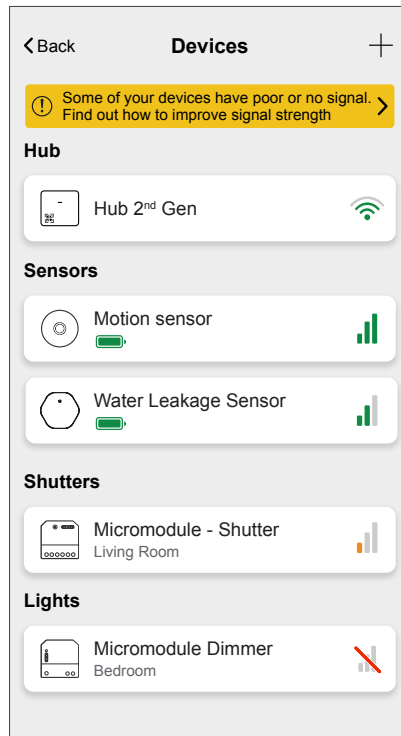 Back
Devices
Some of your devices have poor or no signal.
Find out how to improve signal strength
Hub
Hub 2nd Gen
Sensors
Motion sensor
Water Leakage Sensor
Shutters
Micromodule - Shutter
Living Room
Lights
Micromodule Dimmer
Bedroom